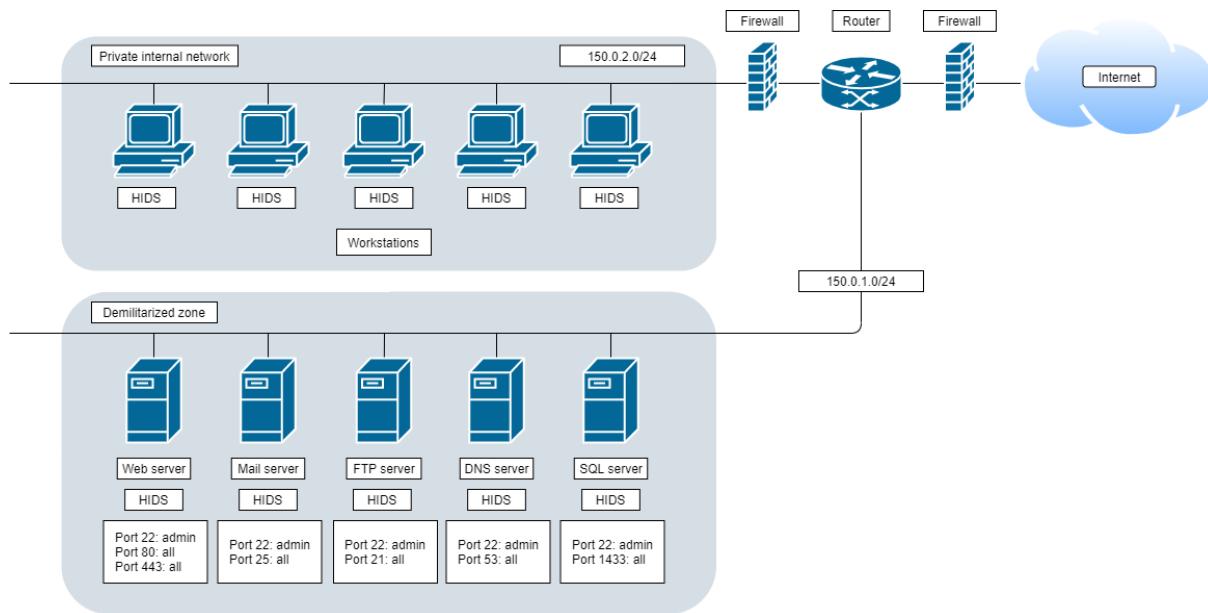 Firewall
Router
Firewall
Private internal network
150.0.2.0/24
Internet
HIDS
HIDS
HIDS
HIDS
HIDS
Workstations
150.0.1.0/24
Demilitarized zone
Web server
Mail server
FTP server
DNS server
SQL server
HIDS
HIDS
HIDS
HIDS
HIDS
Port 22: admin
Port 80: all
Port 443: all
Port 22: admin
Port 25: all
Port 22: admin
Port 21: all
Port 22: admin
Port 53: all
Port 22: admin
Port 1433: all